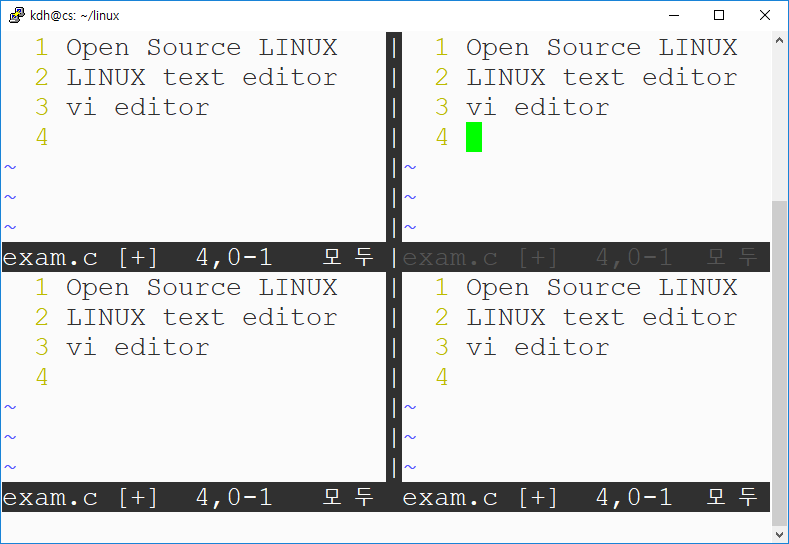 kdh@cs: ~/linux
1 Open Source LINUX | 1 Open Source LINUX
2 LINUX text editor | 2 LINUX text editor
3 vi editor | 3 vi editor
4 | 4
~ |~
~ |~
~ |~
exam.c [+] 4,0-1 모두 |exam.c [+] 4,0-1 모두
1 Open Source LINUX | 1 Open Source LINUX
2 LINUX text editor | 2 LINUX text editor
3 vi editor | 3 vi editor
4 | 4
~ |~
~ |~
~ |~
exam.c [+] 4,0-1 모두 exam.c [+] 4,0-1 모두